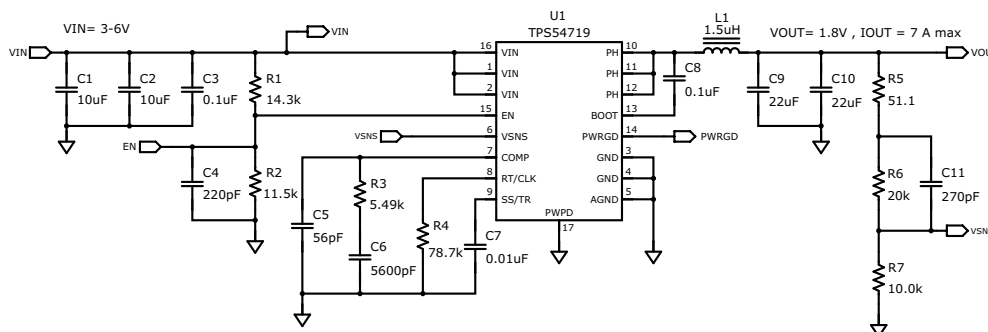 VIN= 3-6V
VIN
VIN
U1
TPS54719
L1
1.5uH
VOUT= 1.8V , IOUT = 7 A max
VOU
C1
10uF
C2
10uF
C3
0.1uF
R1
14.3k
16 VIN
1 VIN
2 VIN
15 EN
6 VSNS
7 COMP
8 RT/CLK
9 SS/TR
PH 10
PH 11
PH 12
BOOT 13
PWRGD 14
GND 3
GND 4
AGND 5
PWPD
17
C8
0.1uF
C9
22uF
C10
22uF
R5
51.1
VSNS
PWRGD
EN
C4
220pF
R2
11.5k
R3
5.49k
C5
56pF
C6
5600pF
R4
78.7k
C7
0.01uF
R6
20k
C11
270pF
VSN
R7
10.0k